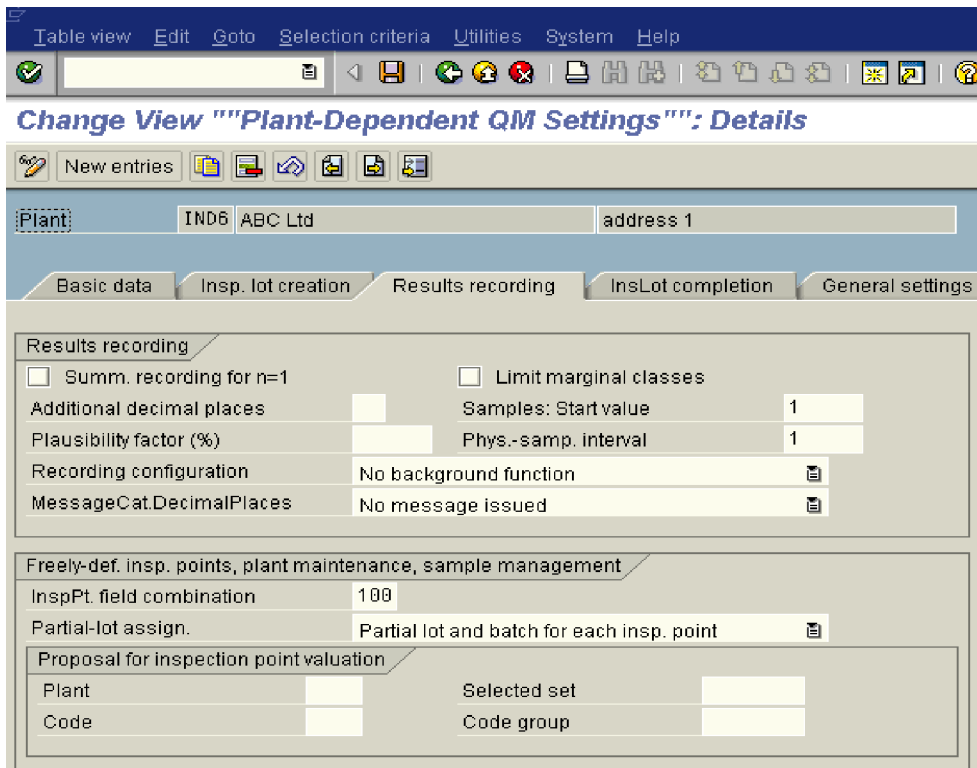 Table view Edit Goto Selection criteria Utilities System Help
Change View ""Plant-Dependent QM Settings"": Details
New entries
Plant IND6 ABC Ltd address 1
Basic data Insp. lot creation Results recording InsLot completion General settings
Results recording
Summ. recording for n=1 Limit marginal classes
Additional decimal places Samples: Start value 1
Plausibility factor (%) Phys.-samp. interval 1
Recording configuration No background function
MessageCat.DecimalPlaces No message issued
Freely-def. insp. points, plant maintenance, sample management
InspPt. field combination 100
Partial-lot assign. Partial lot and batch for each insp. point
Proposal for inspection point valuation
Plant Selected set
Code Code group